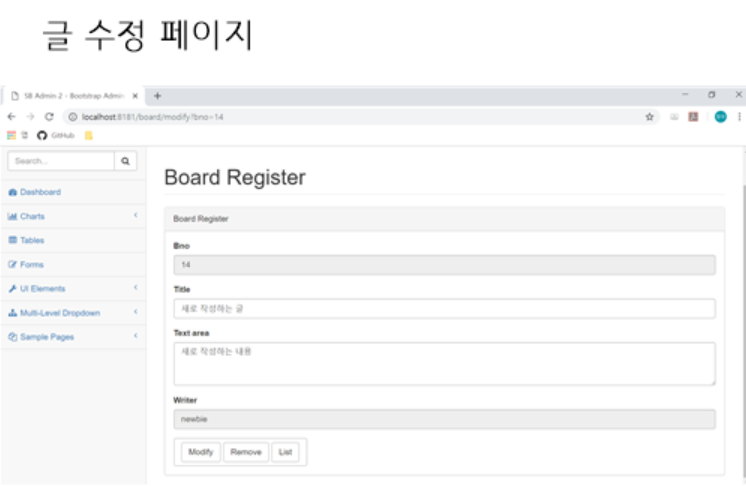 글 수정 페이지
SB Admin 2 - Bootstrap Admin
localhost:8181/board/modify?bno=14
GitHub
Search...
Board Register
Dashboard
Charts
Tables
Forms
UI Elements
Multi-Level Dropdown
Sample Pages
Board Register
Bno
14
Title
새로 작성하는 글
Text area
새로 작성하는 내용
Writer
newbie
Modify Remove List